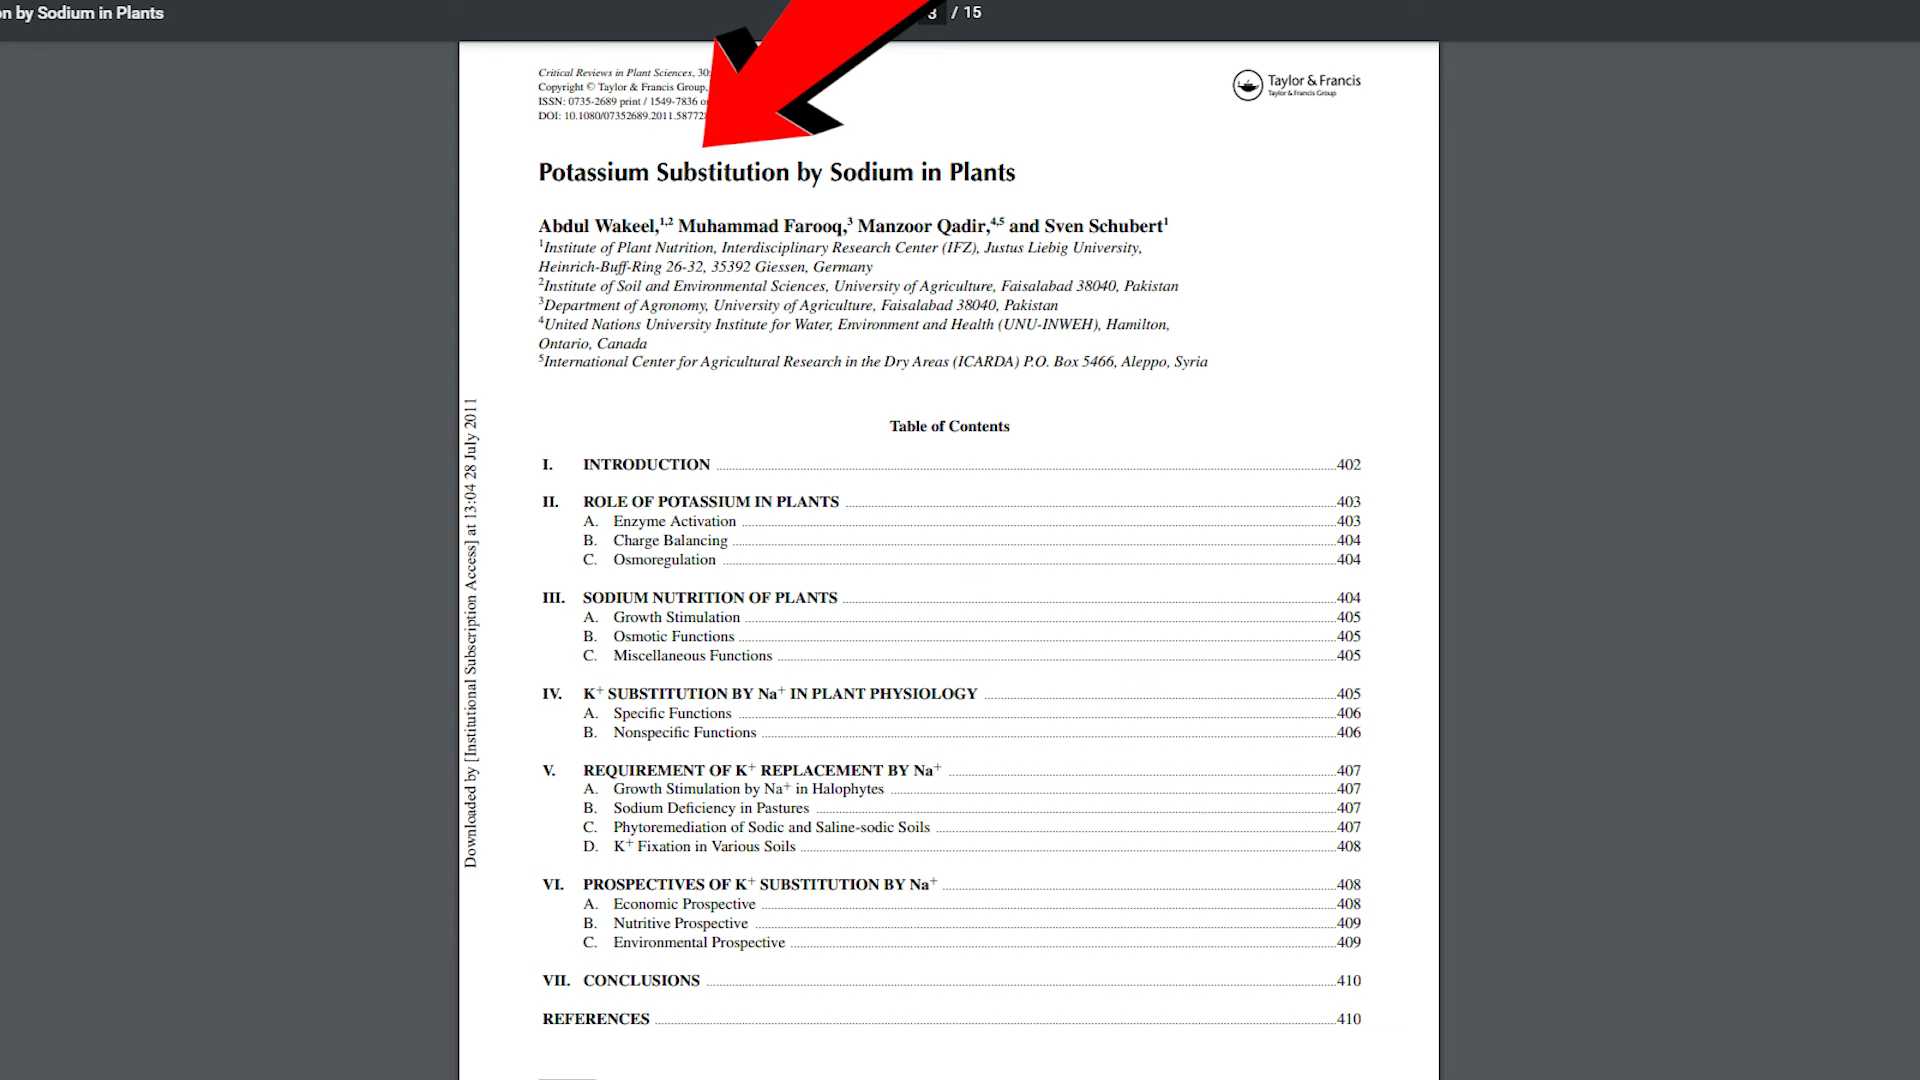 on by Sodium in Plants
3 / 15
Critical Reviews in Plant Sciences, 30
Copyright © Taylor & Francis Group,
ISSN: 0735-2689 print / 1549-7836
DOI: 10.1080/07352689.2011.58772
Taylor & Francis
Taylor & Francis Group
Potassium Substitution by Sodium in Plants
Abdul Wakeel,1,2 Muhammad Farooq,3 Manzoor Qadir,4,5 and Sven Schubert1
1Institute of Plant Nutrition, Interdisciplinary Research Center (IFZ), Justus Liebig University,
Heinrich-Buff-Ring 26-32, 35392 Giessen, Germany
2Institute of Soil and Environmental Sciences, University of Agriculture, Faisalabad 38040, Pakistan
3Department of Agronomy, University of Agriculture, Faisalabad 38040, Pakistan
4United Nations University Institute for Water, Environment and Health (UNU-INWEH), Hamilton,
Ontario, Canada
5International Center for Agricultural Research in the Dry Areas (ICARDA) P.O. Box 5466, Aleppo, Syria
Downloaded by [Institutional Subscription Access] at 13:04 28 July 2011
Table of Contents
I. INTRODUCTION 402
II. ROLE OF POTASSIUM IN PLANTS 403
A. Enzyme Activation 403
B. Charge Balancing 404
C. Osmoregulation 404
III. SODIUM NUTRITION OF PLANTS 404
A. Growth Stimulation 405
B. Osmotic Functions 405
C. Miscellaneous Functions 405
IV. K+ SUBSTITUTION BY Na+ IN PLANT PHYSIOLOGY 405
A. Specific Functions 406
B. Nonspecific Functions 406
V. REQUIREMENT OF K+ REPLACEMENT BY Na+ 407
A. Growth Stimulation by Na+ in Halophytes 407
B. Sodium Deficiency in Pastures 407
C. Phytoremediation of Sodic and Saline-sodic Soils 407
D. K+ Fixation in Various Soils 408
VI. PROSPECTIVES OF K+ SUBSTITUTION BY Na+ 408
A. Economic Prospective 408
B. Nutritive Prospective 409
C. Environmental Prospective 409
VII. CONCLUSIONS 410
REFERENCES 410